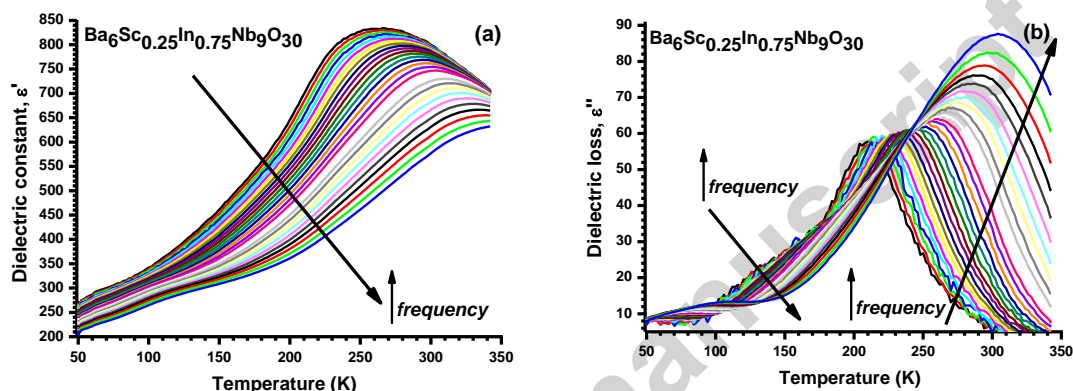 Ba6Sc0.25In0.75Nb9O30
(a)
Dielectric constant, ε'
850
800
750
700
650
600
550
500
450
400
350
300
250
200
frequency
50 100 150 200 250 300 350
Temperature (K)
Ba6Sc0.25In0.75Nb9O30
(b)
Dielectric loss, ε''
90
80
70
60
50
40
30
20
10
frequency
frequency
50 100 150 200 250 300 350
Temperature (K)
manuscript